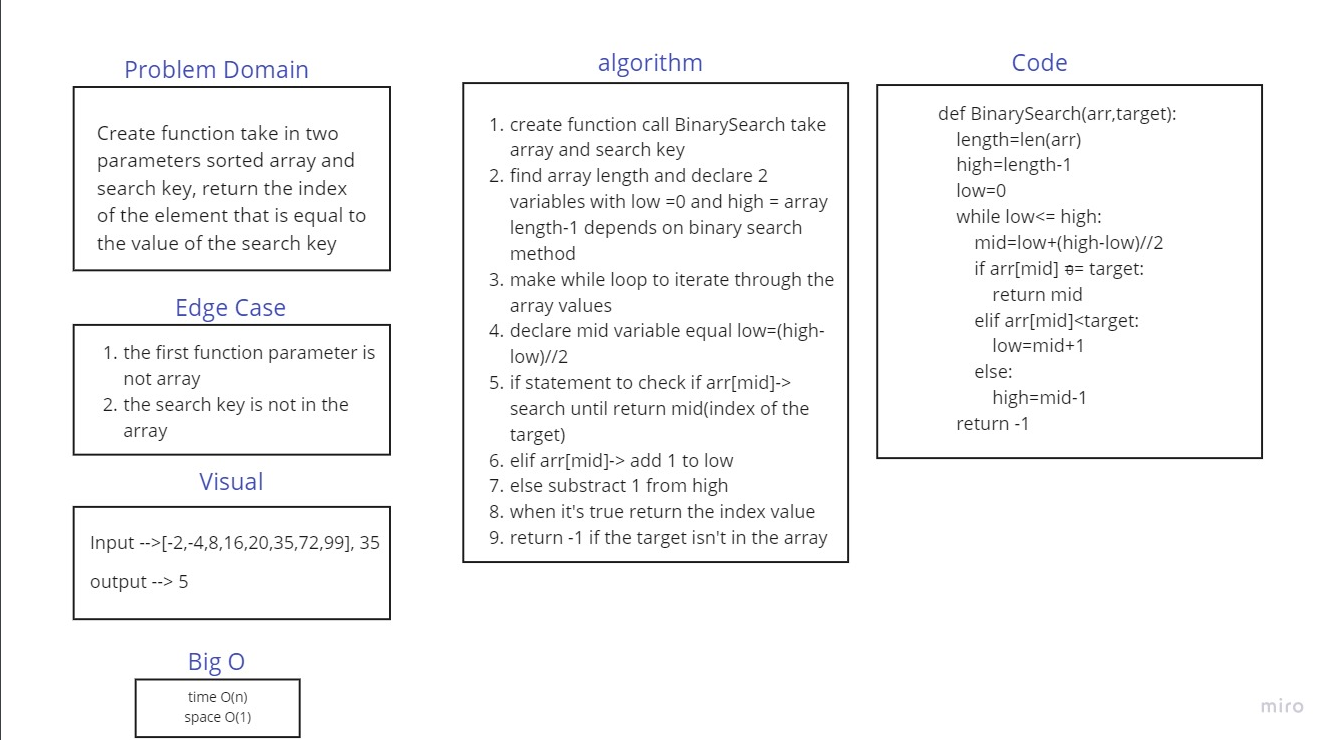 Problem Domain
Create function take in two
parameters sorted array and
search key, return the index
of the element that is equal to
the value of the search key
Edge Case
1. the first function parameter is
not array
2. the search key is not in the
array
Visual
Input -->[-2,-4,8,16,20,35,72,99], 35
output --> 5
Big O
time O(n)
space O(1)
algorithm
1. create function call BinarySearch take
array and search key
2. find array length and declare 2
variables with low =0 and high = array
length-1 depends on binary search
method
3. make while loop to iterate through the
array values
4. declare mid variable equal low=(high-
low)//2
5. if statement to check if arr[mid]->
search until return mid(index of the
target)
6. elif arr[mid]-> add 1 to low
7. else substract 1 from high
8. when it's true return the index value
9. return -1 if the target isn't in the array
Code
def BinarySearch(arr,target):
length=len(arr)
high=length-1
low=0
while low<= high:
mid=low+(high-low)//2
if arr[mid] == target:
return mid
elif arr[mid]<target:
low=mid+1
else:
high=mid-1
return -1
miro